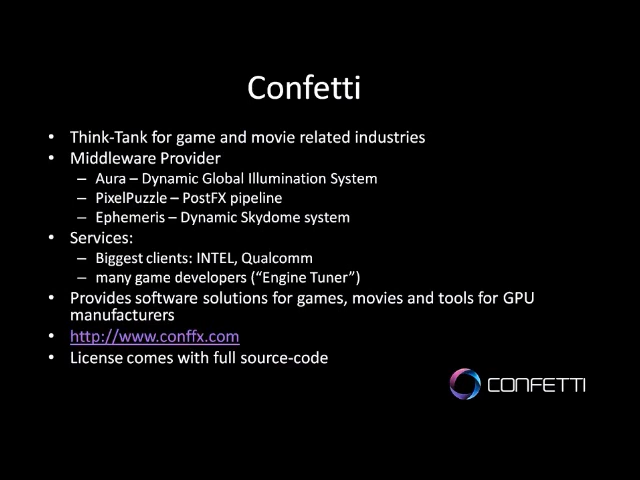 Confetti
• Think-Tank for game and movie related industries
• Middleware Provider
– Aura – Dynamic Global Illumination System
– PixelPuzzle – PostFX pipeline
– Ephemeris – Dynamic Skydome system
• Services:
– Biggest clients: INTEL, Qualcomm
– many game developers (“Engine Tuner”)
• Provides software solutions for games, movies and tools for GPU
manufacturers
• http://www.conffx.com
• License comes with full source-code
CONFETTI